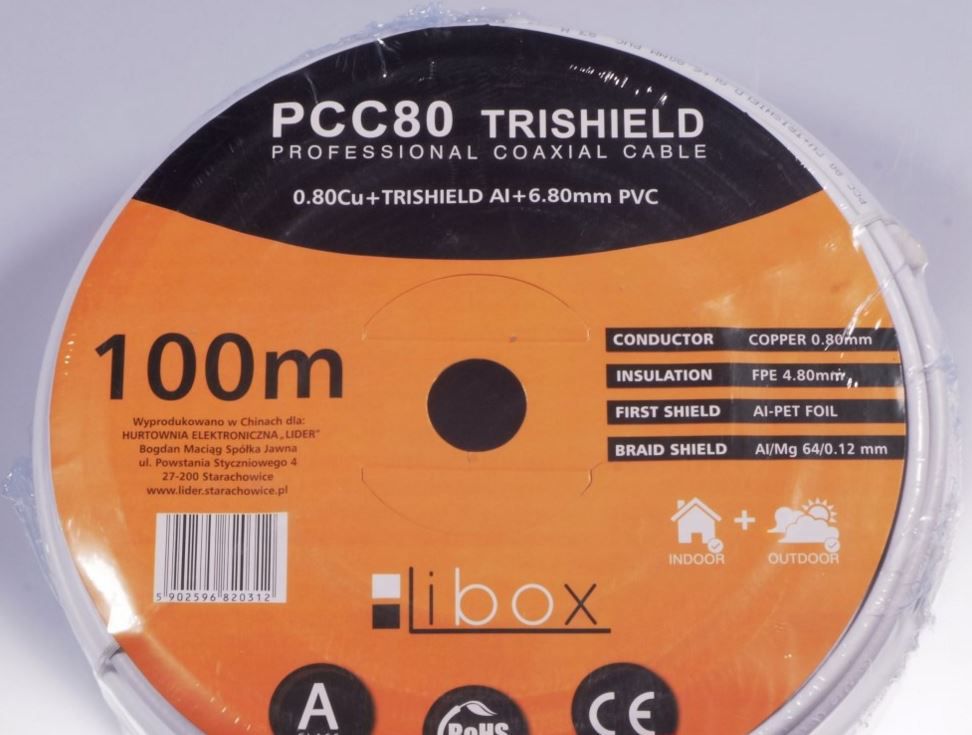 PCC80 TRISHIELD
PROFESSIONAL COAXIAL CABLE
0.80Cu+TRISHIELD Al+6.80mm PVC
100m
Wyprodukowano w Chinach dla:
HURTOWNIA ELEKTRONICZNA „LIDER"
Bogdan Maciąg Spółka Jawna
ul. Powstania Styczniowego 4
27-200 Starachowice
www.lider.starachowice.pl
5 902596 820312
CONDUCTOR COPPER 0.80mm
INSULATION FPE 4.80mm
FIRST SHIELD Al-PET FOIL
BRAID SHIELD Al/Mg 64/0.12 mm
INDOOR + OUTDOOR
Libox
A
RoHS
CE